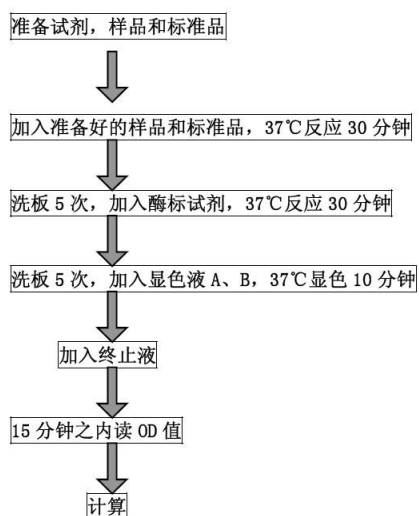 准备试剂，样品和标准品
加入准备好的样品和标准品，37℃反应 30 分钟
洗板 5 次，加入酶标试剂，37℃反应 30 分钟
洗板 5 次，加入显色液 A、B，37℃显色 10 分钟
加入终止液
15 分钟之内读 OD 值
计算